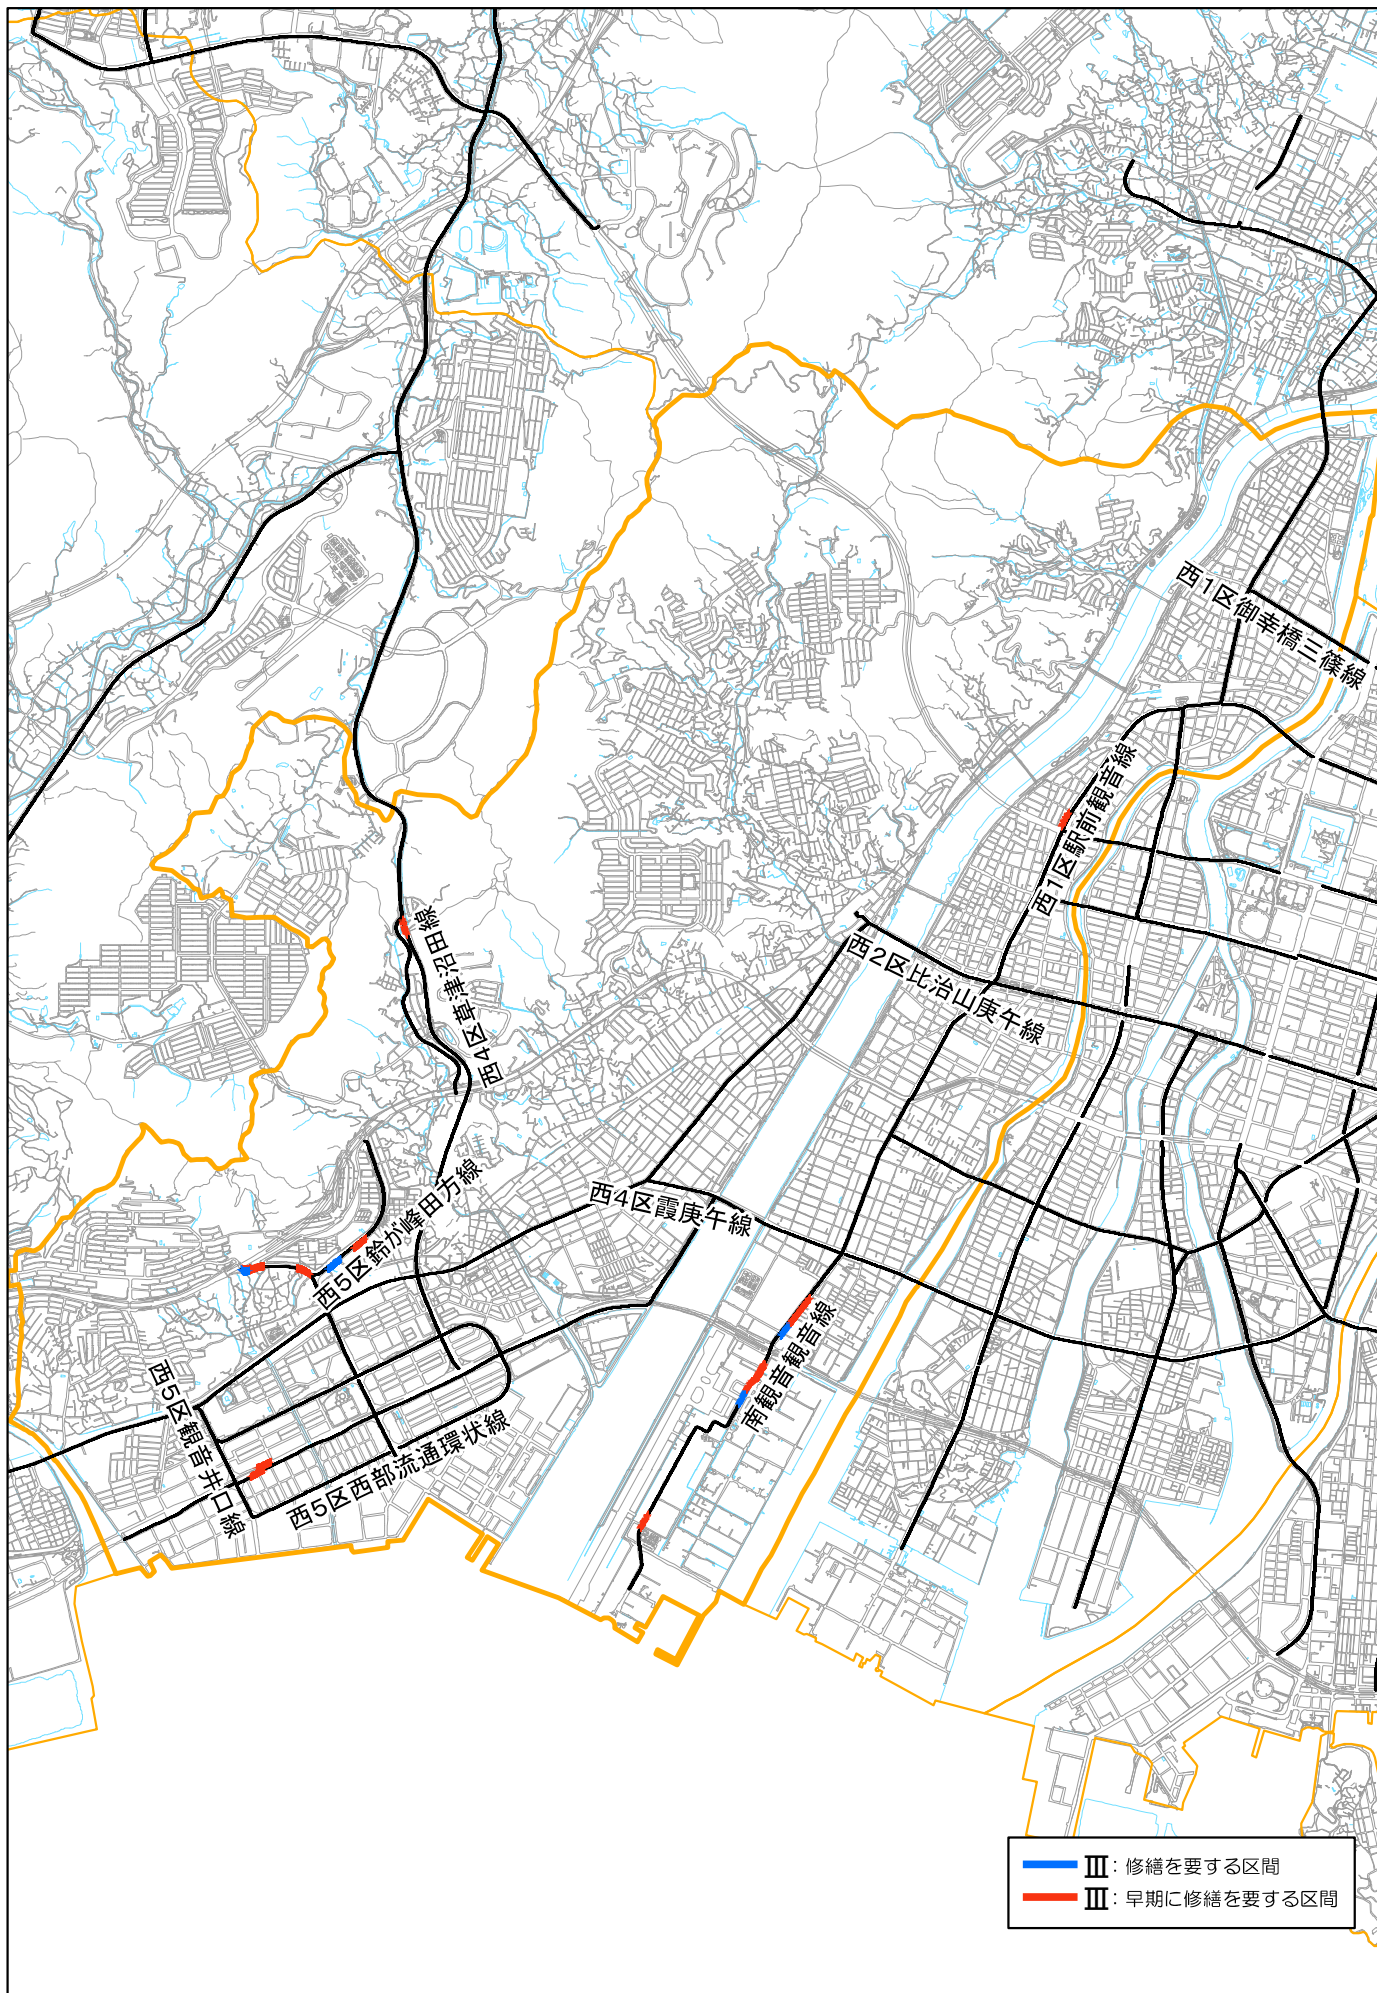 西1区御幸橋三篠線
西1区駅前観音線
西4区草津沼田線
西2区比治山庚午線
西5区鈴が峰田方線
西4区霞庚午線
南観音観音線
西5区観音井口線
西5区西部流通環状線
Ⅲ：修繕を要する区間
Ⅲ：早期に修繕を要する区間